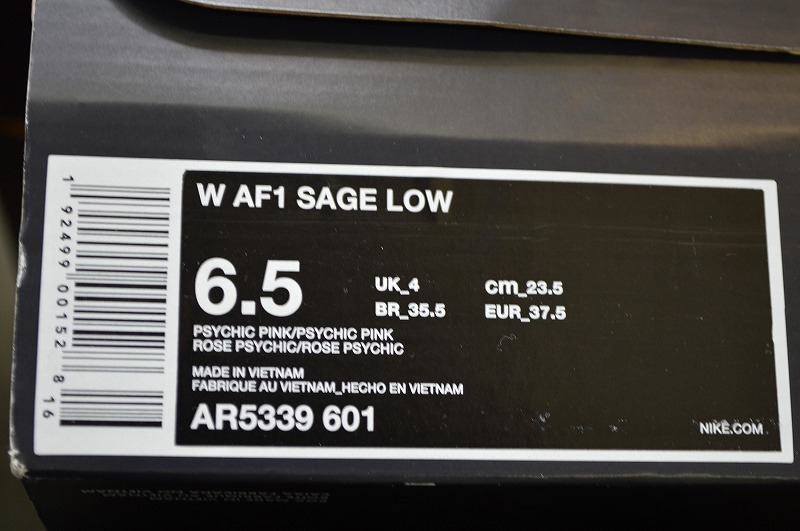 W AF1 SAGE LOW
6.5
UK_4 cm_23.5
BR_35.5 EUR_37.5
PSYCHIC PINK/PSYCHIC PINK
ROSE PSYCHIC/ROSE PSYCHIC
MADE IN VIETNAM
FABRIQUE AU VIETNAM_HECHO EN VIETNAM
AR5339 601
NIKE.COM
1 92499 00152 8 16